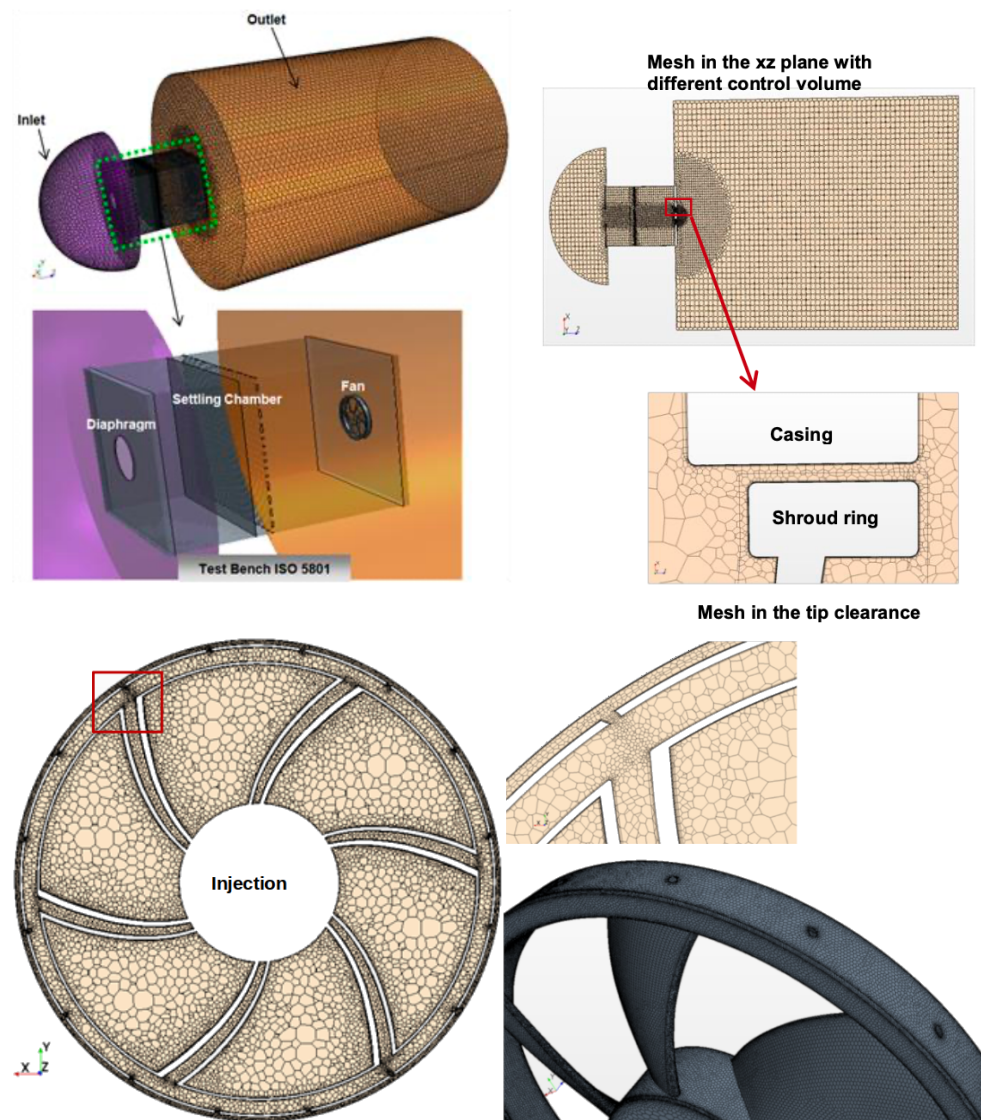 Outlet
Inlet
Mesh in the xz plane with
different control volume
Diaphragm
Settling Chamber
Fan
Test Bench ISO 5801
Casing
Shroud ring
Mesh in the tip clearance
Injection
Y
X
Z